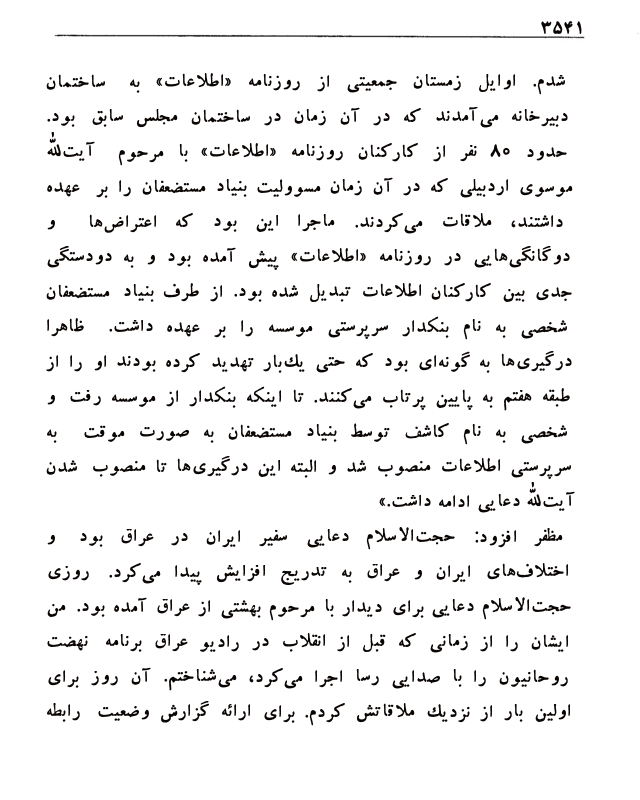 ۳۵۴۱
شدم. اوایل زمستان جمعیتی از روزنامه «اطلاعات» به ساختمان
دبیرخانه می‌آمدند که در آن زمان در ساختمان مجلس سابق بود.
حدود ۸۰ نفر از کارکنان روزنامه «اطلاعات» با مرحوم آیت‌الله
موسوی اردبیلی که در آن زمان مسوولیت بنیاد مستضعفان را بر عهده
داشتند، ملاقات می‌کردند. ماجرا این بود که اعتراض‌ها و
دوگانگی‌هایی در روزنامه «اطلاعات» پیش آمده بود و به دودستگی
جدی بین کارکنان اطلاعات تبدیل شده بود. از طرف بنیاد مستضعفان
شخصی به نام بنکدار سرپرستی موسسه را بر عهده داشت. ظاهرا
درگیری‌ها به گونه‌ای بود که حتی یك‌بار تهدید کرده بودند او را از
طبقه هفتم به پایین پرتاب می‌کنند. تا اینکه بنکدار از موسسه رفت و
شخصی به نام کاشف توسط بنیاد مستضعفان به صورت موقت به
سرپرستی اطلاعات منصوب شد و البته این درگیری‌ها تا منصوب شدن
آیت‌الله دعایی ادامه داشت.»
مظفر افزود: حجت‌الاسلام دعایی سفیر ایران در عراق بود و
اختلاف‌های ایران و عراق به تدریج افزایش پیدا می‌کرد. روزی
حجت‌الاسلام دعایی برای دیدار با مرحوم بهشتی از عراق آمده بود. من
ایشان را از زمانی که قبل از انقلاب در رادیو عراق برنامه نهضت
روحانیون را با صدایی رسا اجرا می‌کرد، می‌شناختم. آن روز برای
اولین بار از نزدیك ملاقاتش کردم. برای ارائه گزارش وضعیت رابطه